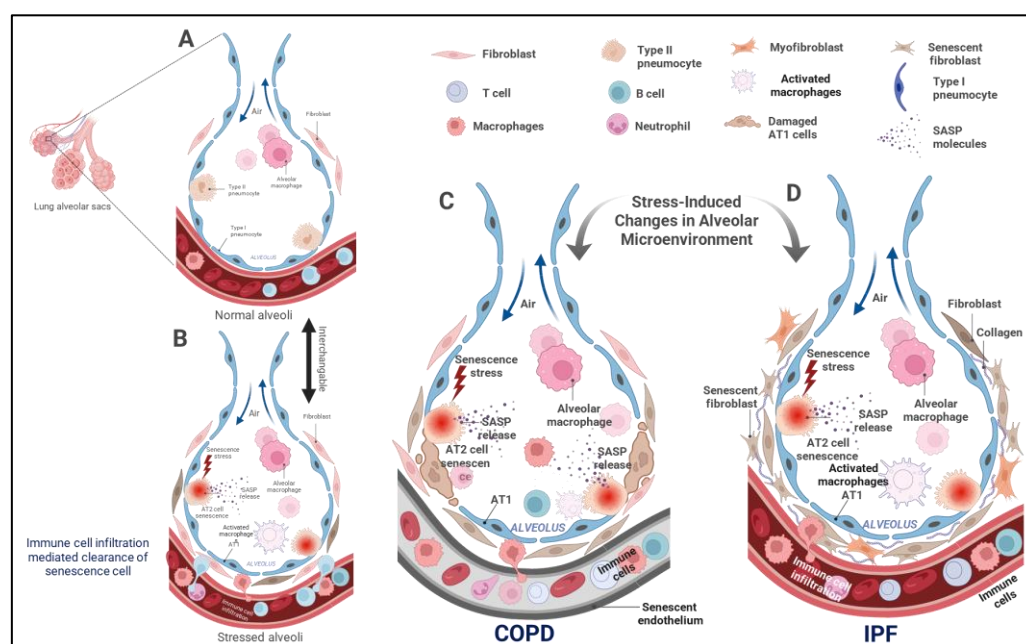 A
Air
Fibroblast
Alveolar
macrophage
Type II
pneumocyte
Type I
pneumocyte
ALVEOLUS
Lung alveolar sacs
Normal alveoli
Interchangable
B
Air
Fibroblast
Senescence
stress
SASP
release
Alveolar
macrophage
AT2 cell
senescence
Activated
macrophages
AT1
ALVEOLUS
Immune cell
infiltration
Immune cell infiltration
mediated clearance of
senescence cell
Stressed alveoli
Fibroblast
Type II
pneumocyte
Myofibroblast
Senescent
fibroblast
T cell
B cell
Activated
macrophages
Type I
pneumocyte
Macrophages
Neutrophil
Damaged
AT1 cells
SASP
molecules
Stress-Induced
Changes in Alveolar
Microenvironment
C
Air
Senescence
stress
SASP
release
Alveolar
macrophage
AT2 cell
senescen
ce
SASP
release
AT1
ALVEOLUS
Immune
cells
Senescent
endothelium
COPD
D
Air
Fibroblast
Collagen
Senescence
stress
Senescent
fibroblast
SASP
release
Alveolar
macrophage
AT2 cell
senescence
Activated
macrophages
AT1
ALVEOLUS
Immune cell
infiltration
Immune
cells
IPF